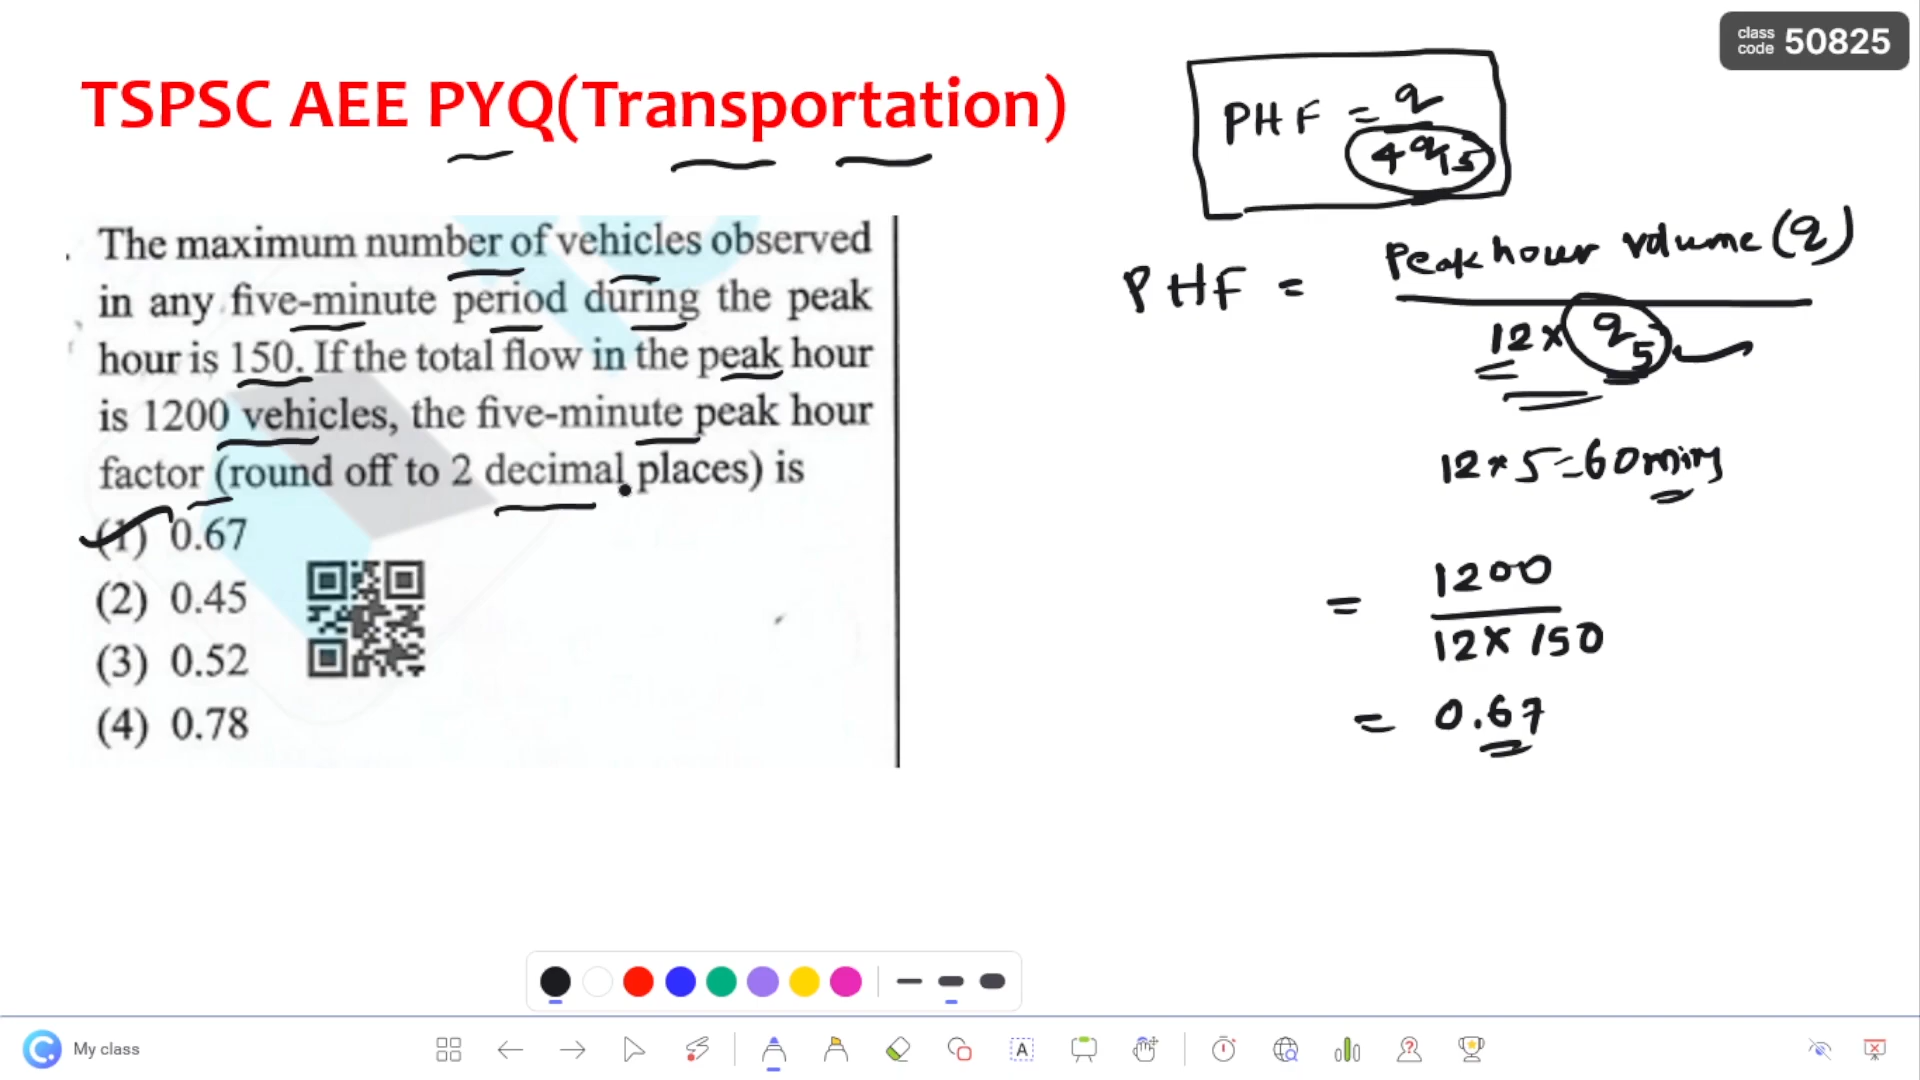 class code 50825
TSPSC AEE PYQ(Transportation)
PHF = q
4 q15
The maximum number of vehicles observed
in any five-minute period during the peak
hour is 150. If the total flow in the peak hour
is 1200 vehicles, the five-minute peak hour
factor (round off to 2 decimal places) is
(1) 0.67
(2) 0.45
(3) 0.52
(4) 0.78
PHF = Peak hour volume (q)
12 x q5
12 x 5 = 60 mins
= 1200
12 x 150
= 0.67
My class